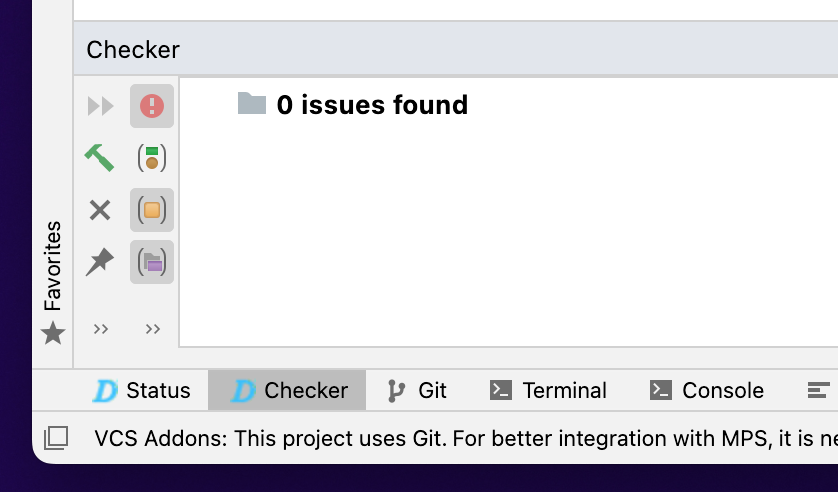 Checker
0 issues found
Favorites
Status
Checker
Git
Terminal
Console
VCS Addons: This project uses Git. For better integration with MPS, it is